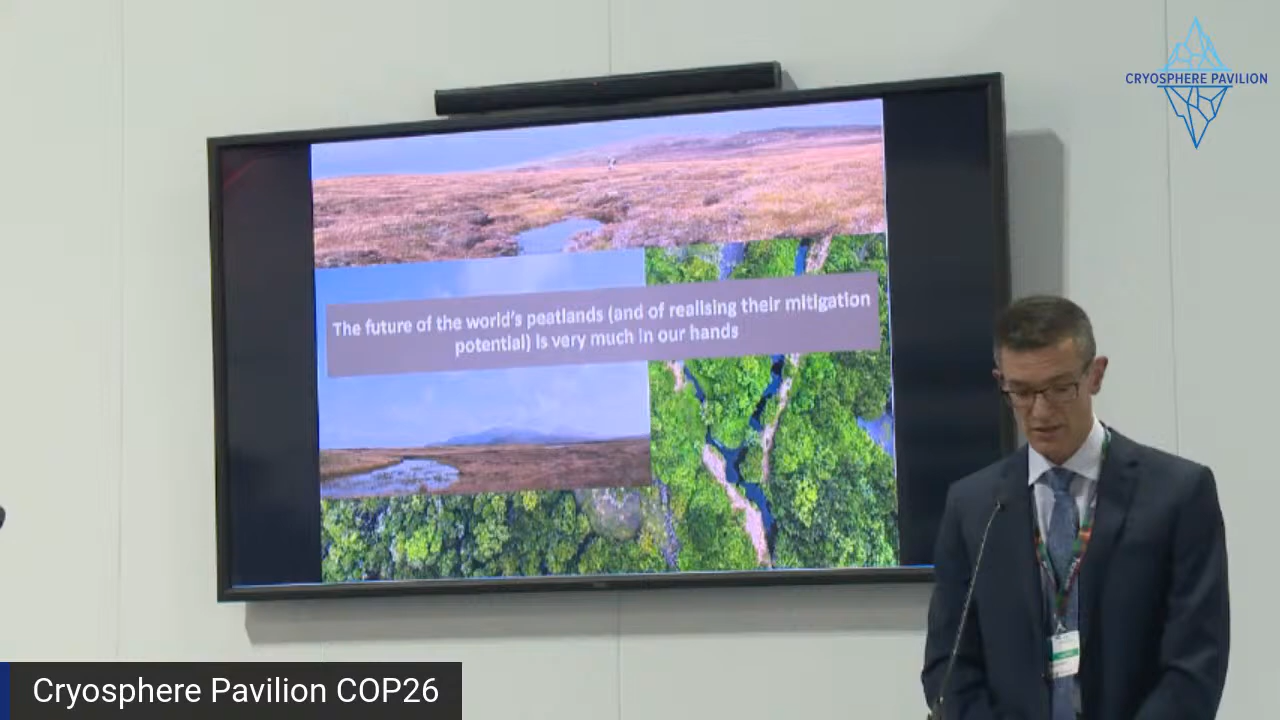 CRYOSPHERE PAVILION
The future of the world's peatlands (and of realising their mitigation
potential) is very much in our hands
Cryosphere Pavilion COP26